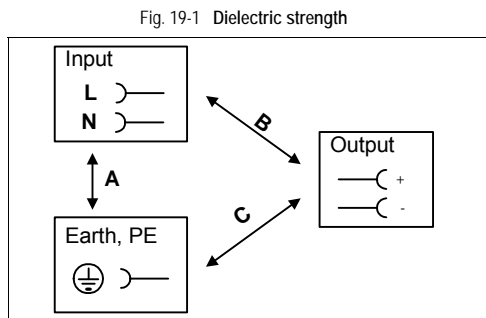 Fig. 19-1 Dielectric strength
Input
L
N
B
Output
+
-
A
C
Earth, PE